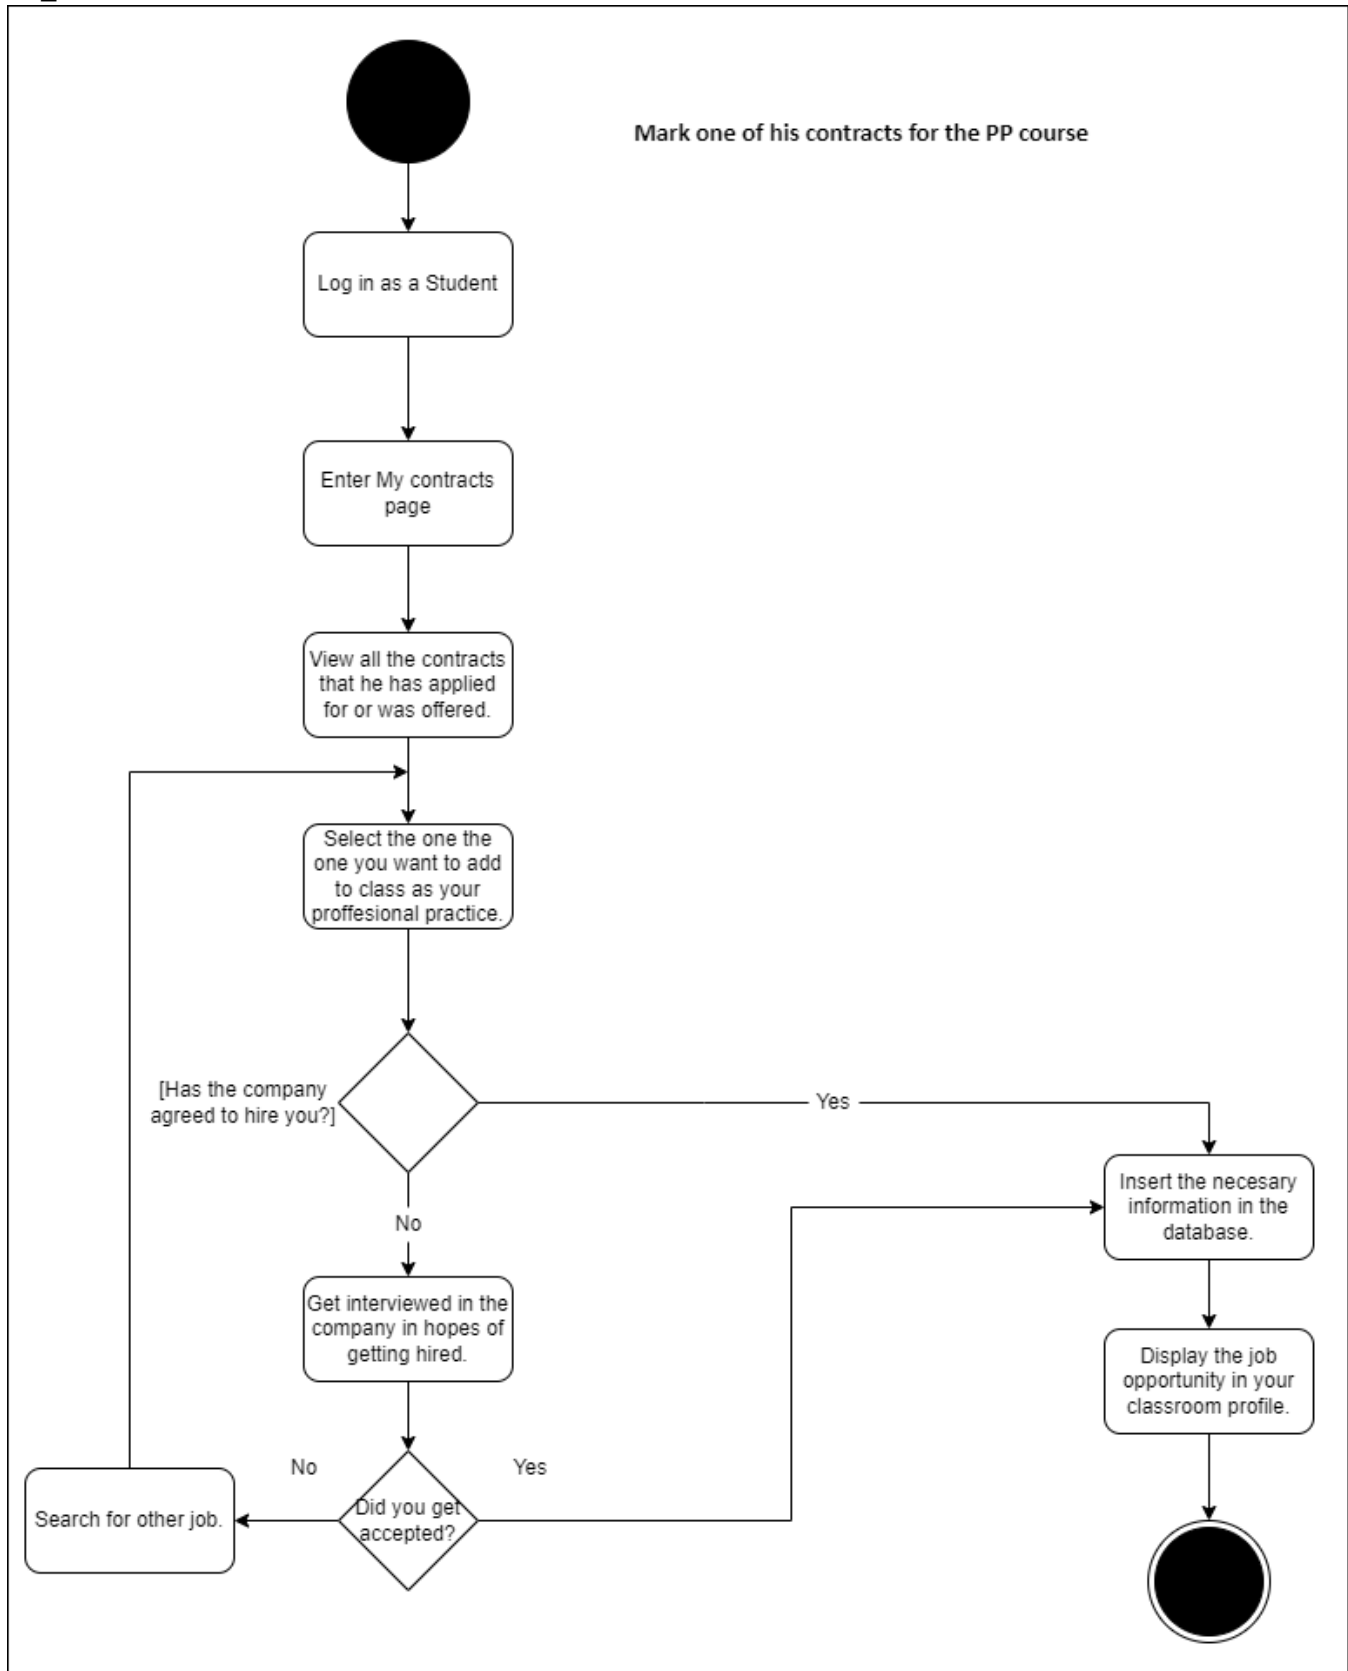 Mark one of his contracts for the PP course
Log in as a Student
Enter My contracts
page
View all the contracts
that he has applied
for or was offered.
Select the one the
one you want to add
to class as your
proffesional practice.
[Has the company
agreed to hire you?]
Yes
No
Insert the necesary
information in the
database.
Get interviewed in the
company in hopes of
getting hired.
Display the job
opportunity in your
classroom profile.
No
Yes
Did you get
accepted?
Search for other job.